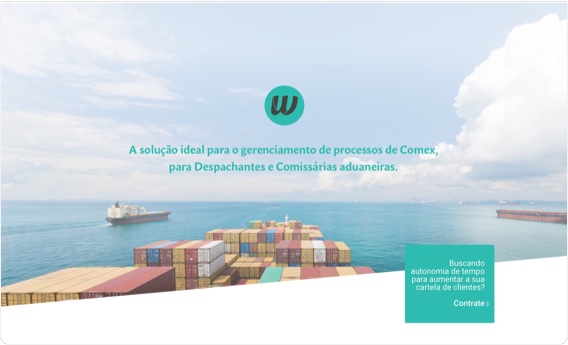 w
A solução ideal para o gerenciamento de processos de Comex,
para Despachantes e Comissárias aduaneiras.
Buscando
autonomia de tempo
para aumentar a sua
cartela de clientes?
Contrate ›